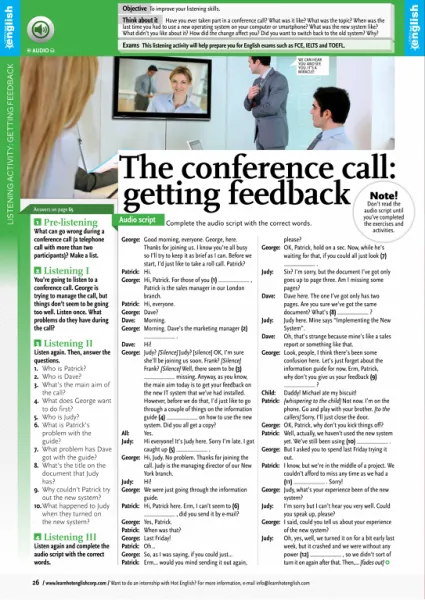 english
AUDIO
Objective To improve your listening skills.
Think about it Have you ever taken part in a conference call? What was it like? What was the topic? When was the
last time you had to use a new operating system on your computer or smartphone? What was the new system like?
What didn't you like about it? How did the change affect you? Did you want to switch back to the old system? Why?
Exams This listening activity will help prepare you for English exams such as FCE, IELTS and TOEFL.
english
WE CAN HEAR
YOU AND SEE
YOU. IT'S A
MIRACLE!
LISTENING ACTIVITY: GETTING FEEDBACK
The conference call:
getting feedback
Note!
Don't read the
audio script until
you've completed
the exercises and
activities.
Answers on page 65
1 Pre-listening
What can go wrong during a
conference call (a telephone
call with more than two
participants)? Make a list.
2 Listening I
You're going to listen to a
conference call. George is
trying to manage the call, but
things don't seem to be going
too well. Listen once. What
problems do they have during
the call?
3 Listening II
Listen again. Then, answer the
questions.
1. Who is Patrick?
2. Who is Dave?
3. What's the main aim of
the call?
4. What does George want
to do first?
5. Who is Judy?
6. What is Patrick's
problem with the
guide?
7. What problem has Dave
got with the guide?
8. What's the title on the
document that Judy
has?
9. Why couldn't Patrick try
out the new system?
10. What happened to Judy
when they turned on
the new system?
4 Listening III
Listen again and complete the
audio script with the correct
words.
Audio script
Complete the audio script with the correct words.
George: Good morning, everyone. George, here.
Thanks for joining us. I know you're all busy
so I'll try to keep it as brief as I can. Before we
start, I'd just like to take a roll call. Patrick?
Patrick: Hi.
George: Hi, Patrick. For those of you (1) ____,
Patrick is the sales manager in our London
branch.
Patrick: Hi, everyone.
George: Dave?
Dave: Morning.
George: Morning. Dave's the marketing manager (2)
____.
Dave: Hi!
George: Judy? [Silence] Judy? [silence] OK, I'm sure
she'll be joining us soon. Frank? [Silence]
Frank? [Silence] Well, there seem to be (3)
____ missing. Anyway, as you know,
the main aim today is to get your feedback on
the new IT system that we've had installed.
However, before we do that, I'd just like to go
through a couple of things on the information
guide (4) ____ on how to use the new
system. Did you all get a copy?
All: Yes.
Judy: Hi everyone! It's Judy here. Sorry I'm late. I got
caught up (5) ____.
George: Hi, Judy. No problem. Thanks for joining the
call. Judy is the managing director of our New
York branch.
Judy: Hi!
George: We were just going through the information
guide.
Patrick: Hi, Patrick here. Erm, I can't seem to (6)
____, did you send it by e-mail?
George: Yes, Patrick.
Patrick: When was that?
George: Last Friday!
Patrick: Oh...
George: So, as I was saying, if you could just...
Patrick: Erm... would you mind sending it out again,
please?
George: OK, Patrick, hold on a sec. Now, while he's
waiting for that, if you could all just look (7)
____.
Judy: Sir? I'm sorry, but the document I've got only
goes up to page three. Am I missing some
pages?
Dave: Dave here. The one I've got only has two
pages. Are you sure we've got the same
document? What's (8) ____?
Judy: Judy here. Mine says "Implementing the New
System".
Dave: Oh, that's strange because mine's like a sales
report or something like that.
George: Look, people, I think there's been some
confusion here. Let's just forget about the
information guide for now. Erm, Patrick,
why don't you give us your feedback (9)
____?
Child: Daddy! Michael ate my biscuit!
Patrick: [whispering to the child] Not now. I'm on the
phone. Go and play with your brother. [to the
callers] Sorry, I'll just close the door.
George: OK, Patrick, why don't you kick things off?
Patrick: Well, actually, we haven't used the new system
yet. We've still been using (10) ____.
George: But I asked you to spend last Friday trying it
out.
Patrick: I know, but we're in the middle of a project. We
couldn't afford to miss any time as we had a
(11) ____. Sorry!
George: Judy, what's your experience been of the new
system?
Judy: I'm sorry but I can't hear you very well. Could
you speak up, please?
George: I said, could you tell us about your experience
of the new system?
Judy: Oh, yes, well, we turned it on for a bit early last
week, but it crashed and we were without any
power (12) ____, so we didn't sort of
turn it on again after that. Then,... [fades out]
26 / www.learnhotenglishcorp.com / Want to do an internship with Hot English? For more information, e-mail info@learnhotenglish.com